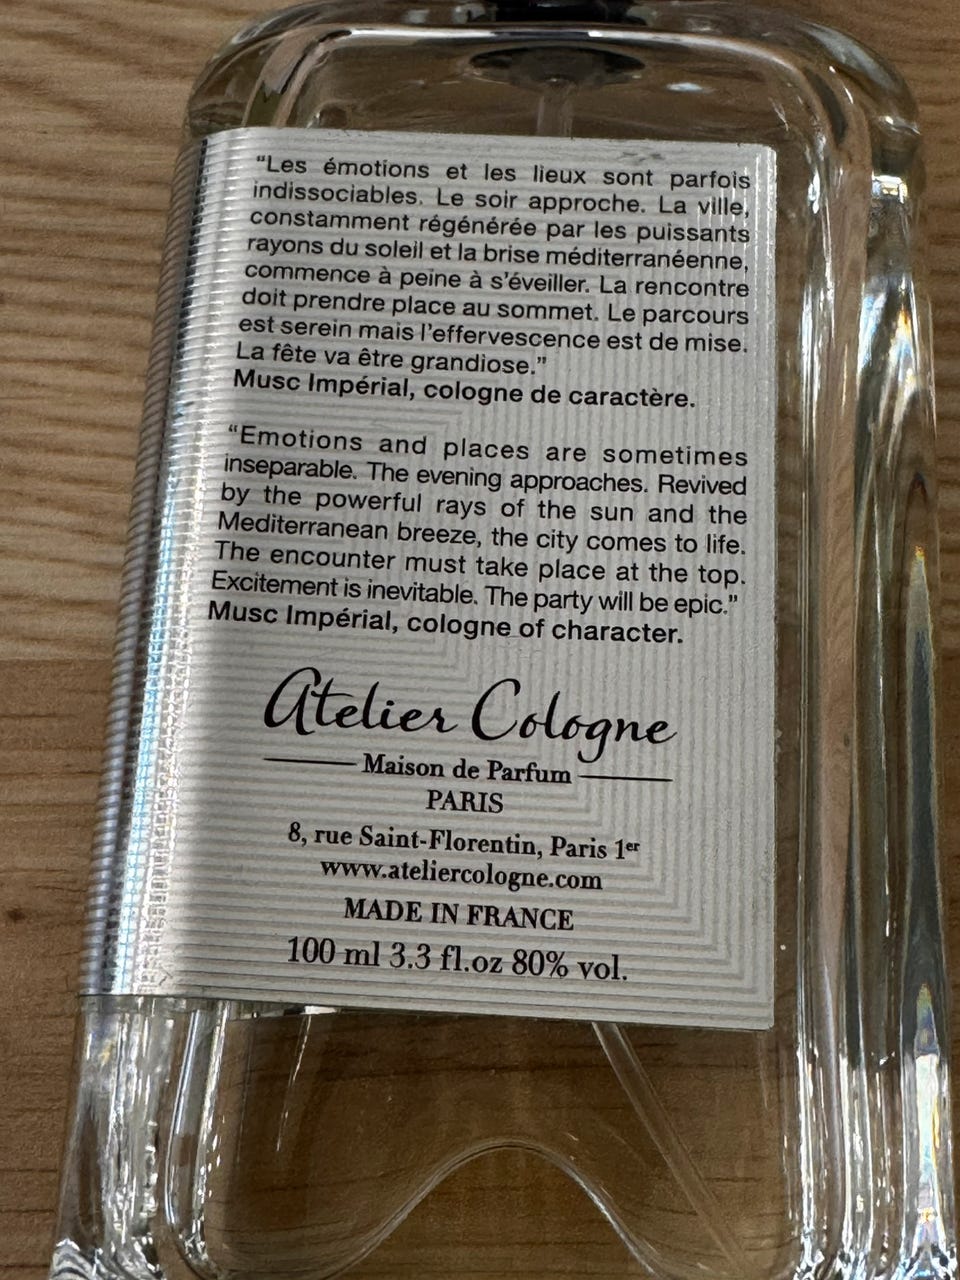 “Les émotions et les lieux sont parfois
indissociables. Le soir approche. La ville,
constamment régénérée par les puissants
rayons du soleil et la brise méditerranéenne,
commence à peine à s’éveiller. La rencontre
doit prendre place au sommet. Le parcours
est serein mais l’effervescence est de mise.
La fête va être grandiose.”
Musc Impérial, cologne de caractère.
“Emotions and places are sometimes
inseparable. The evening approaches. Revived
by the powerful rays of the sun and the
Mediterranean breeze, the city comes to life.
The encounter must take place at the top.
Excitement is inevitable. The party will be epic.”
Musc Impérial, cologne of character.
Atelier Cologne
Maison de Parfum
PARIS
8, rue Saint-Florentin, Paris 1er
www.ateliercologne.com
MADE IN FRANCE
100 ml 3.3 fl.oz 80% vol.